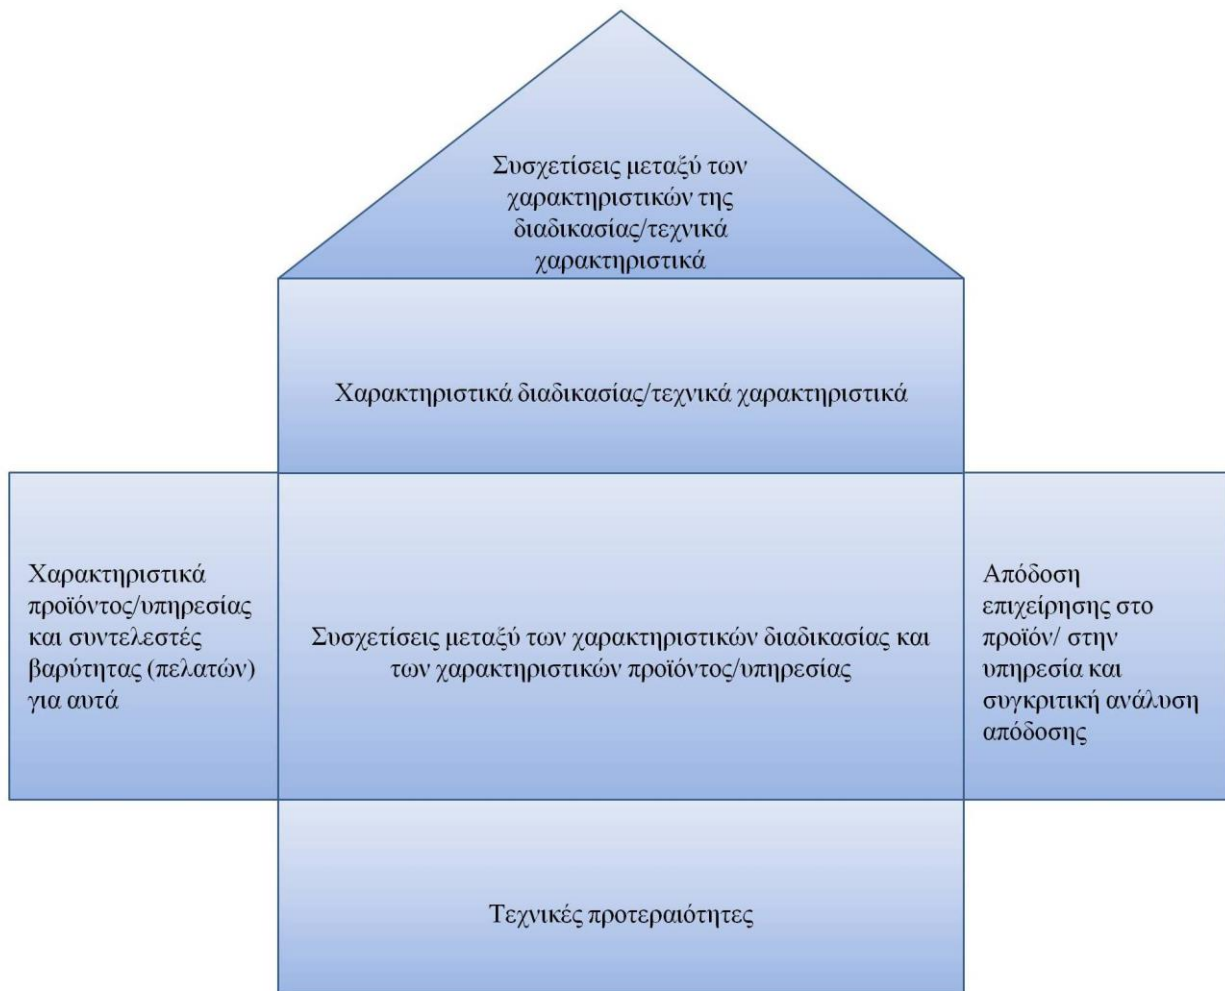 Συσχετίσεις μεταξύ των
χαρακτηριστικών της
διαδικασίας/τεχνικά
χαρακτηριστικά
Χαρακτηριστικά διαδικασίας/τεχνικά χαρακτηριστικά
Χαρακτηριστικά
προϊόντος/υπηρεσίας
και συντελεστές
βαρύτητας (πελατών)
για αυτά
Συσχετίσεις μεταξύ των χαρακτηριστικών διαδικασίας και
των χαρακτηριστικών προϊόντος/υπηρεσίας
Απόδοση
επιχείρησης στο
προϊόν/ στην
υπηρεσία και
συγκριτική ανάλυση
απόδοσης
Τεχνικές προτεραιότητες